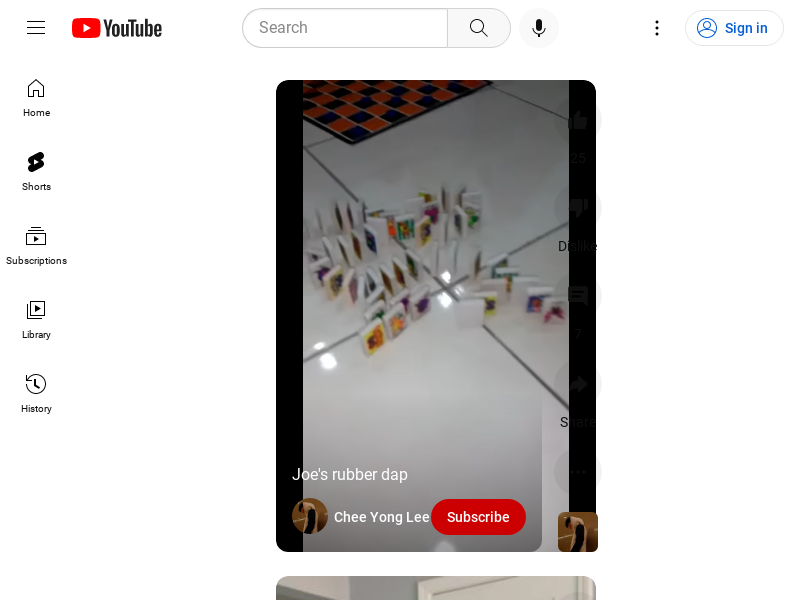 YouTube
Search
Sign in
Home
Shorts
Subscriptions
Library
History
25
Dislike
7
Share
Joe's rubber dap
Chee Yong Lee
Subscribe